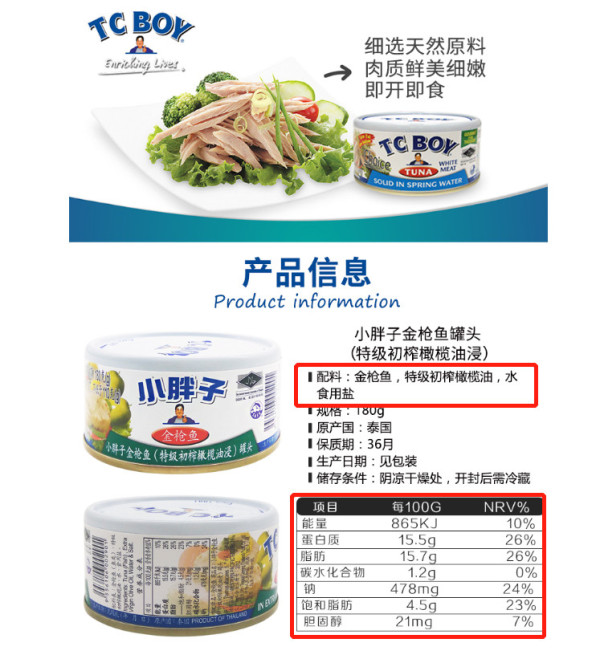 TC BOY
Enriching Lives
细选天然原料
肉质鲜美细嫩
即开即食
TC BOY
TUNA
WHITE MEAT
SOLID IN SPRING WATER
产品信息
Product information
小胖子金枪鱼罐头
(特级初榨橄榄油浸)
配料：金枪鱼，特级初榨橄榄油，水
食用盐
规格：180g
原产国：泰国
保质期：36月
生产日期：见包装
储存条件：阴凉干燥处，开封后需冷藏
小胖子
金枪鱼
小胖子金枪鱼（特级初榨橄榄油浸）罐头
项目 每100G NRV%
能量 865KJ 10%
蛋白质 15.5g 26%
脂肪 15.7g 26%
碳水化合物 1.2g 0%
钠 478mg 24%
饱和脂肪 4.5g 23%
胆固醇 21mg 7%
PRODUCT OF THAILAND